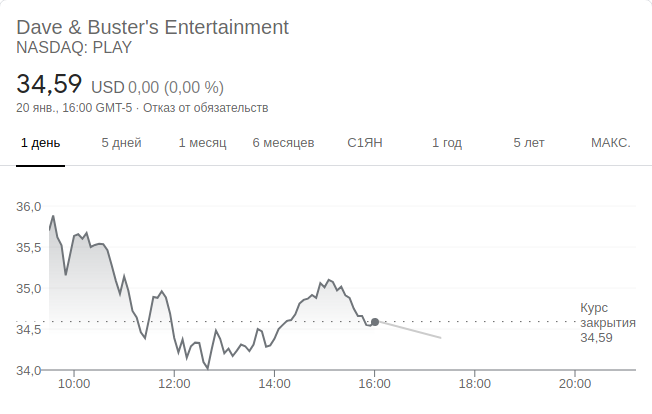 Dave & Buster's Entertainment
NASDAQ: PLAY
34,59 USD 0,00 (0,00 %)
20 янв., 16:00 GMT-5 · Отказ от обязательств
1 день 5 дней 1 месяц 6 месяцев С1ЯН 1 год 5 лет МАКС.
36,0
35,5
35,0
34,5
34,0
Курс
закрытия
34,59
10:00 12:00 14:00 16:00 18:00 20:00